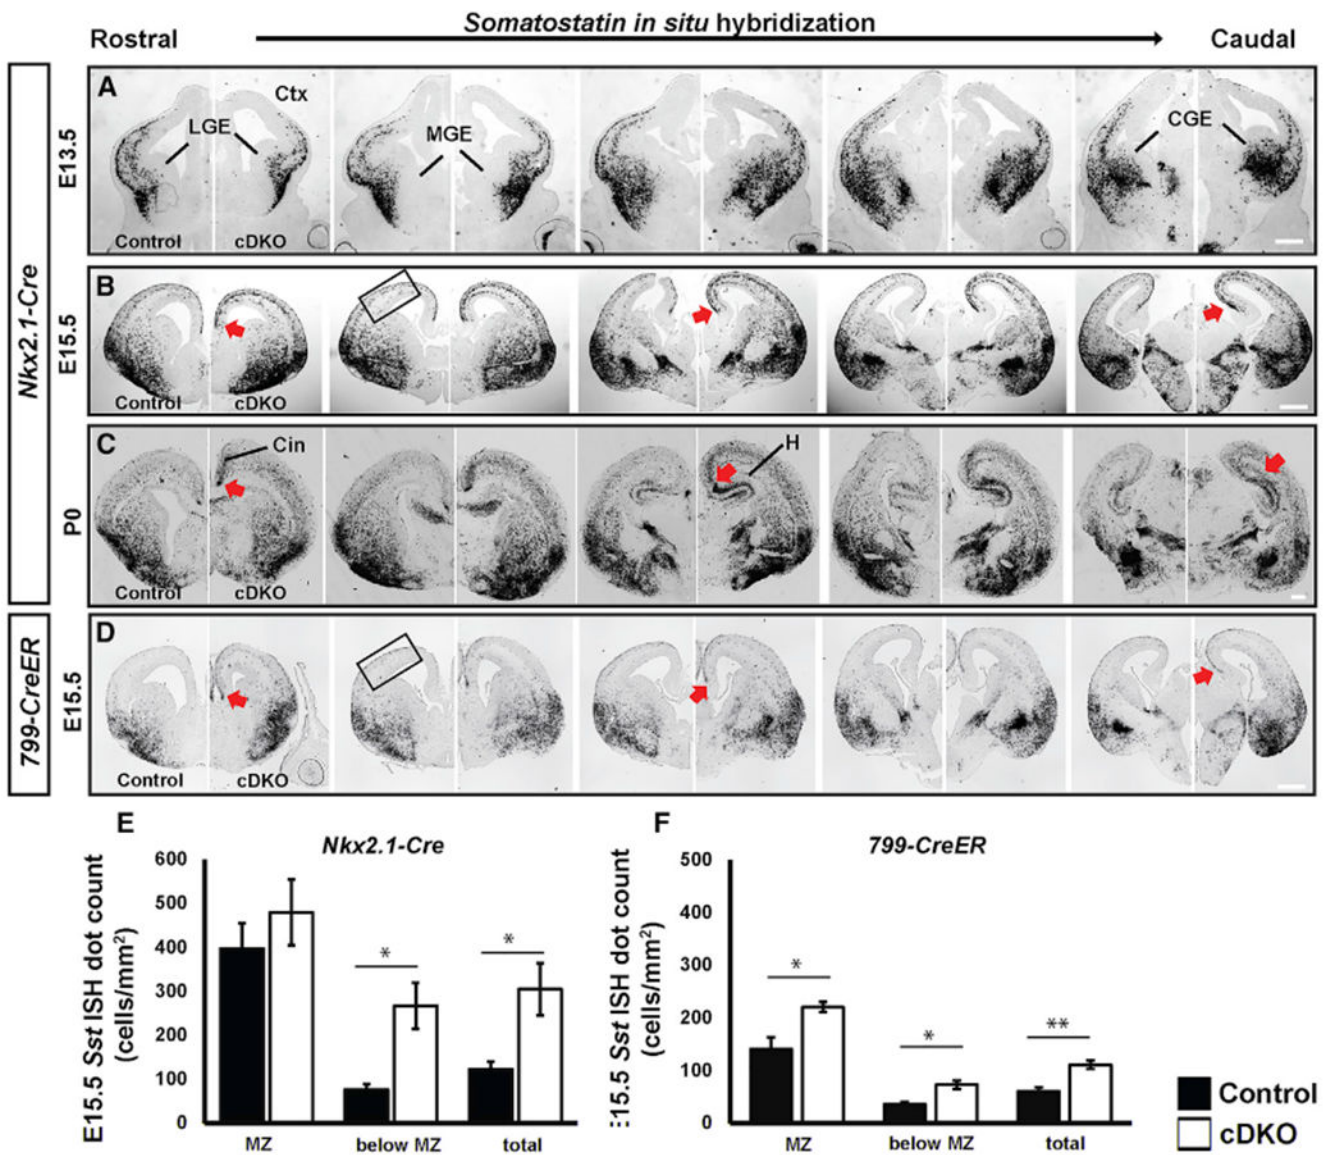 Somatostatin in situ hybridization
Rostral
Caudal
Nkx2.1-Cre
E13.5
A
Ctx
LGE
MGE
CGE
Control
cDKO
E15.5
B
Control
cDKO
P0
C
Cin
H
Control
cDKO
799-CreER
E15.5
D
Control
cDKO
E
Nkx2.1-Cre
E15.5 Sst ISH dot count
(cells/mm²)
600
500
400
300
200
100
0
*
*
MZ
below MZ
total
F
799-CreER
:15.5 Sst ISH dot count
(cells/mm²)
500
400
300
200
100
0
*
*
**
MZ
below MZ
total
Control
cDKO